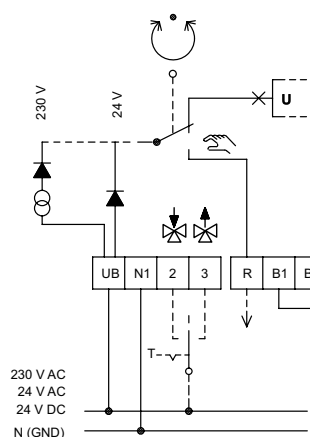 230 V
24 V
U
UB N1 2 3 R B1
T
230 V AC
24 V AC
24 V DC
N (GND)